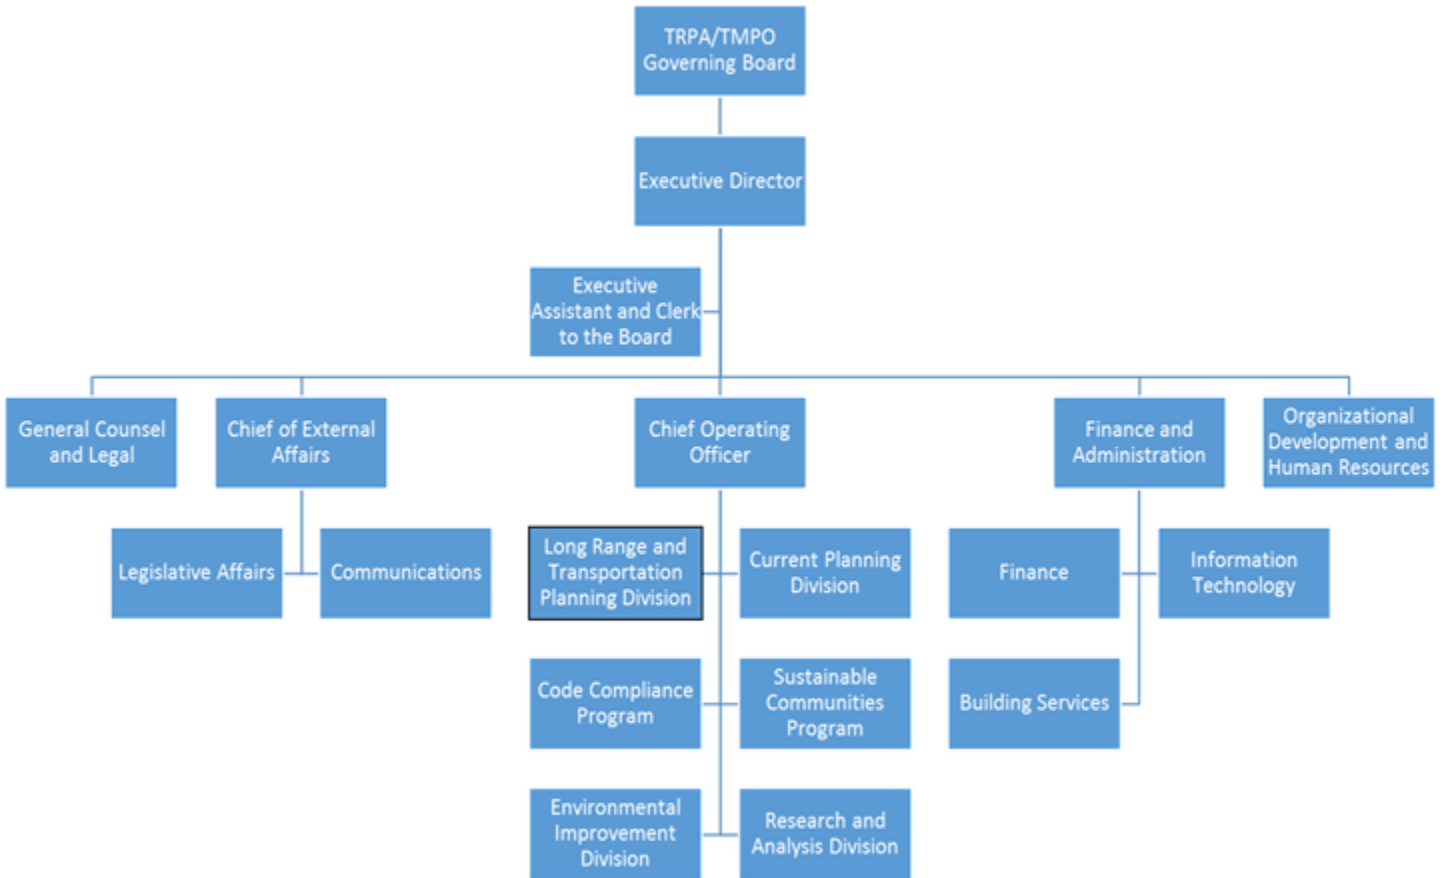 TRPA/TMPO
Governing Board
Executive Director
Executive
Assistant and Clerk
to the Board
General Counsel
and Legal
Chief of External
Affairs
Chief Operating
Officer
Finance and
Administration
Organizational
Development and
Human Resources
Legislative Affairs
Communications
Long Range and
Transportation
Planning Division
Current Planning
Division
Finance
Information
Technology
Code Compliance
Program
Sustainable
Communities
Program
Building Services
Environmental
Improvement
Division
Research and
Analysis Division